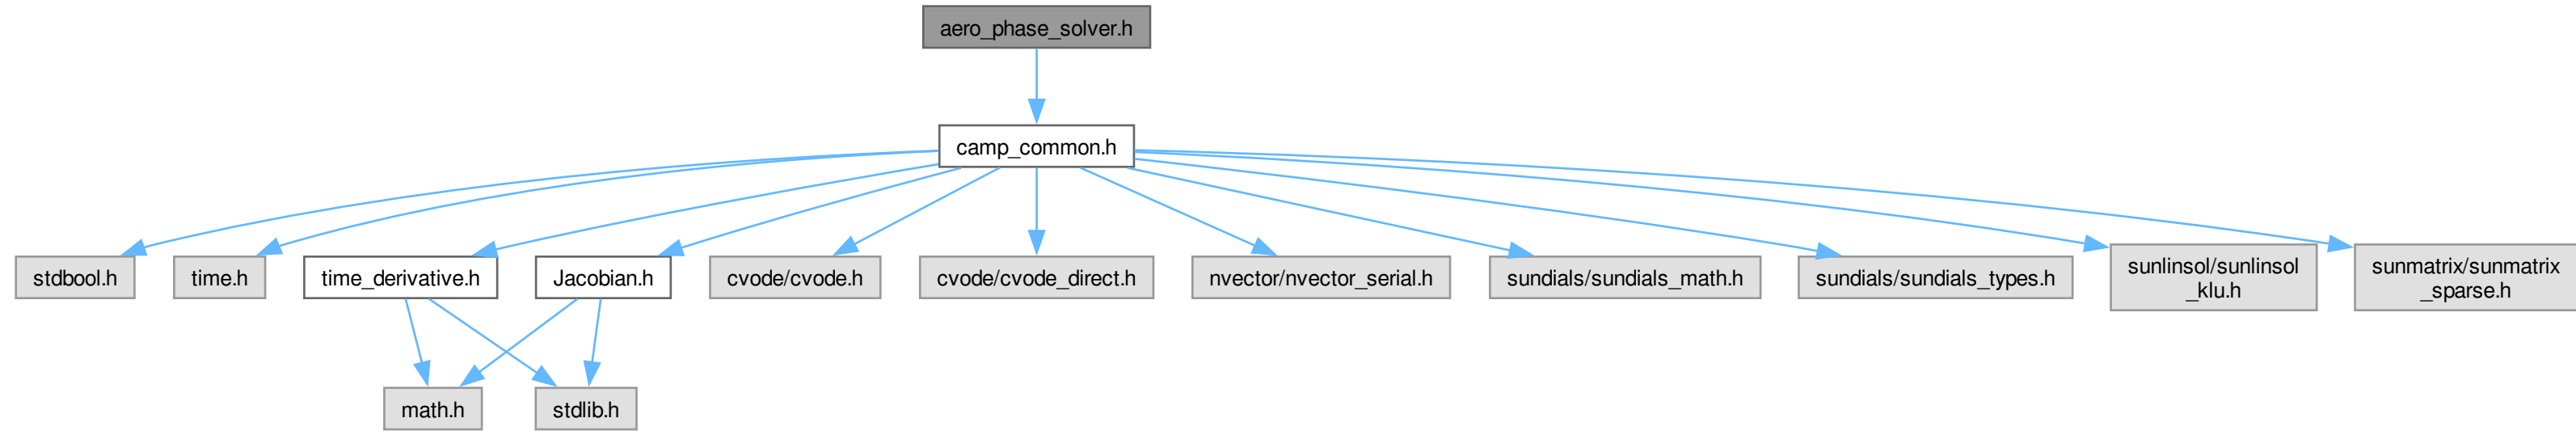 aero_phase_solver.h
camp_common.h
stdbool.h
time.h
time_derivative.h
Jacobian.h
cvode/cvode.h
cvode/cvode_direct.h
nvector/nvector_serial.h
sundials/sundials_math.h
sundials/sundials_types.h
sunlinsol/sunlinsol
_klu.h
sunmatrix/sunmatrix
_sparse.h
math.h
stdlib.h